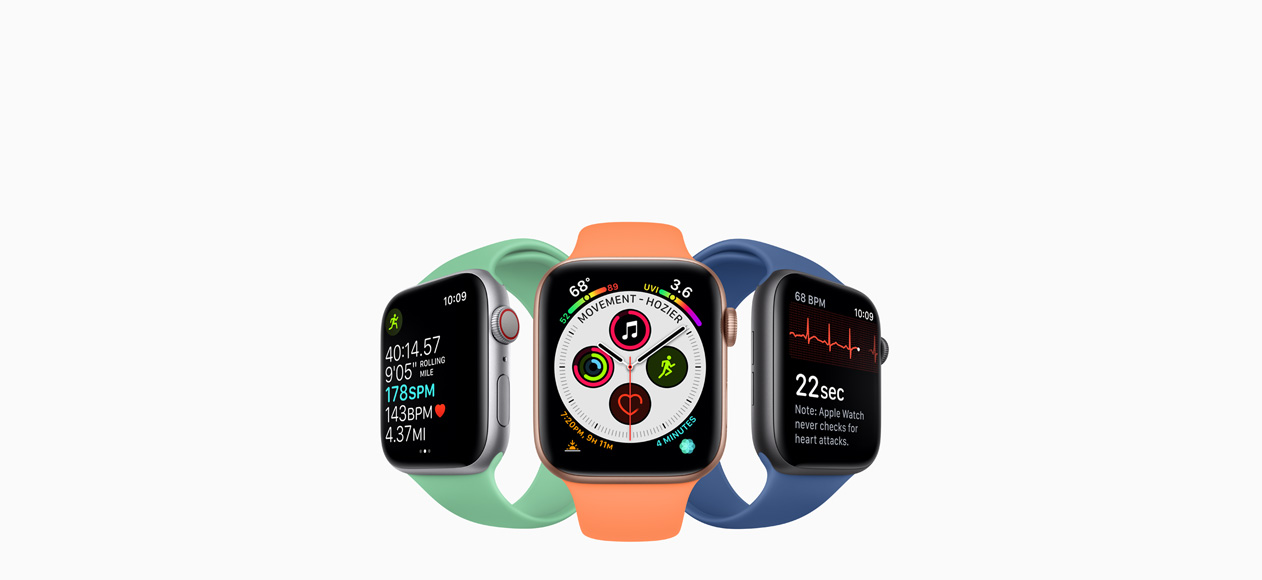 10:09
40:14.57
9'05" ROLLING MILE
178SPM
143BPM
4.37MI
68°
52
89
UVI
3.6
MOVEMENT - HOZIER
7:20PM, 9H 11M
4 MINUTES
68 BPM
10:09
22sec
Note: Apple Watch
never checks for
heart attacks.